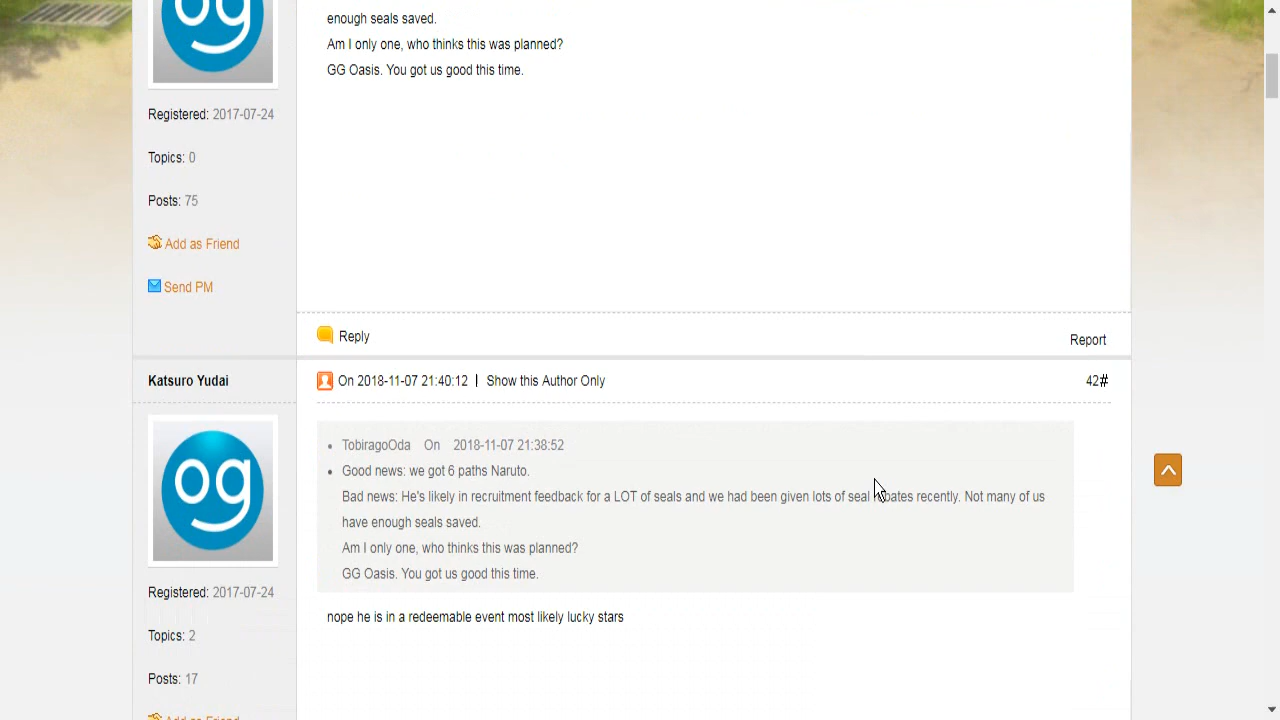 enough seals saved.
Am I only one, who thinks this was planned?
GG Oasis. You got us good this time.
og
Registered: 2017-07-24
Topics: 0
Posts: 75
Add as Friend
Send PM
Reply
Report
Katsuro Yudai
On 2018-11-07 21:40:12 | Show this Author Only
42#
TobiragoOda On 2018-11-07 21:38:52
Good news: we got 6 paths Naruto.
Bad news: He's likely in recruitment feedback for a LOT of seals and we had been given lots of seal recently. Not many of us
have enough seals saved.
Am I only one, who thinks this was planned?
GG Oasis. You got us good this time.
nope he is in a redeemable event most likely lucky stars
og
Registered: 2017-07-24
Topics: 2
Posts: 17
Add as Friend